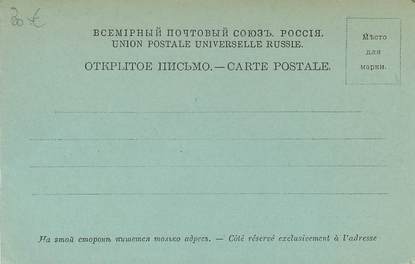 20 €
ВСЕМІРНЫЙ ПОЧТОВЫЙ СОЮЗЪ. РОССІЯ.
UNION POSTALE UNIVERSELLE RUSSIE.
ОТКРЫТОЕ ПИСЬМО. — CARTE POSTALE.
Мѣсто
для
марки.
На этой сторонѣ пишется только адресъ. — Côté réservé exclusivement à l'adresse